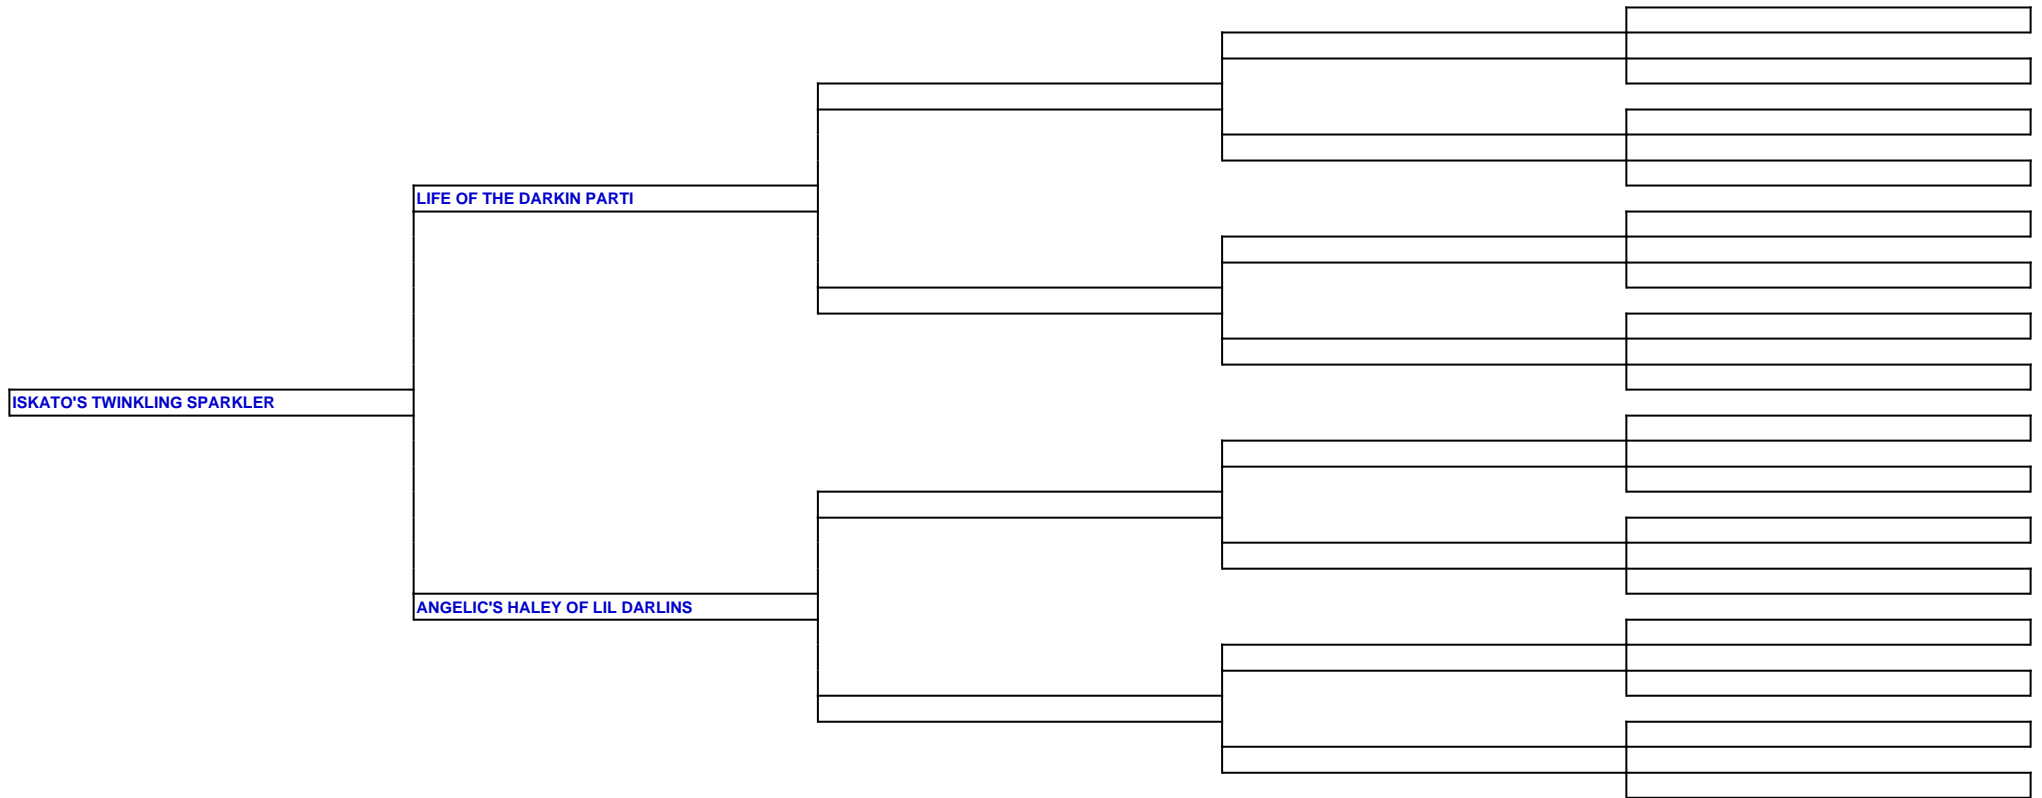 LIFE OF THE DARKIN PARTI
ISKATO'S TWINKLING SPARKLER
ANGELIC'S HALEY OF LIL DARLINS